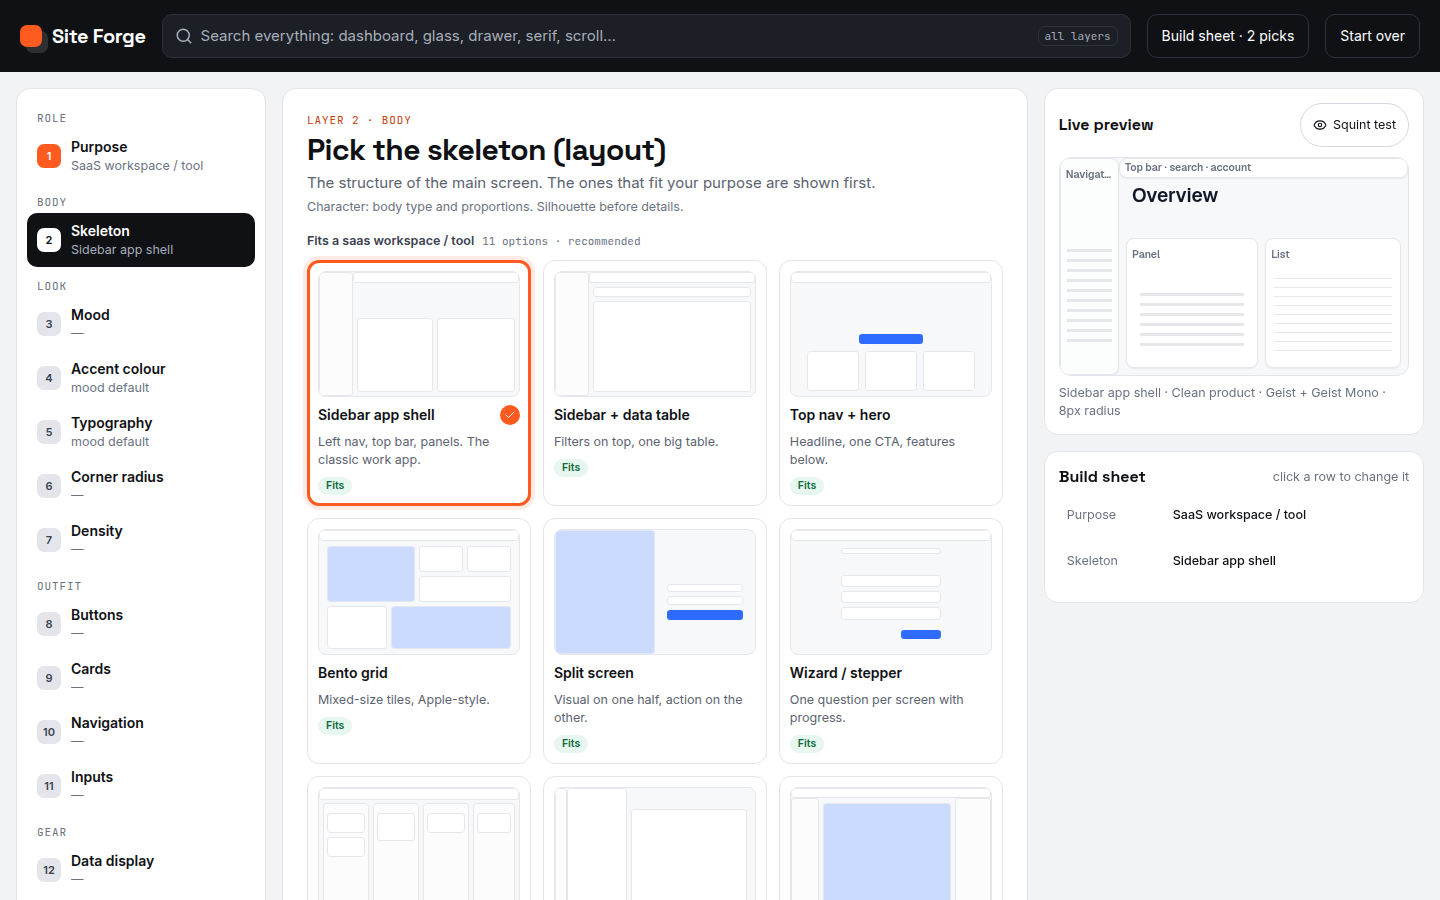 Site Forge
Search everything: dashboard, glass, drawer, serif, scroll...
all layers
Build sheet · 2 picks
Start over
ROLE
1
Purpose
SaaS workspace / tool
BODY
2
Skeleton
Sidebar app shell
LOOK
3
Mood
—
4
Accent colour
mood default
5
Typography
mood default
6
Corner radius
—
7
Density
—
OUTFIT
8
Buttons
—
9
Cards
—
10
Navigation
—
11
Inputs
—
GEAR
12
Data display
—
LAYER 2 · BODY
Pick the skeleton (layout)
The structure of the main screen. The ones that fit your purpose are shown first.
Character: body type and proportions. Silhouette before details.
Fits a saas workspace / tool 11 options · recommended
Sidebar app shell
Left nav, top bar, panels. The
classic work app.
Fits
Sidebar + data table
Filters on top, one big table.
Fits
Top nav + hero
Headline, one CTA, features
below.
Fits
Bento grid
Mixed-size tiles, Apple-style.
Fits
Split screen
Visual on one half, action on the
other.
Fits
Wizard / stepper
One question per screen with
progress.
Fits
Live preview
Squint test
Navigat...
Top bar · search · account
Overview
Panel
List
Sidebar app shell · Clean product · Geist + Geist Mono ·
8px radius
Build sheet
click a row to change it
Purpose
SaaS workspace / tool
Skeleton
Sidebar app shell